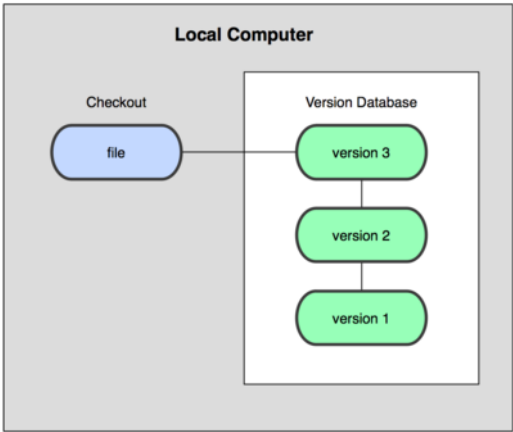 Local Computer
Checkout
Version Database
file
version 3
version 2
version 1